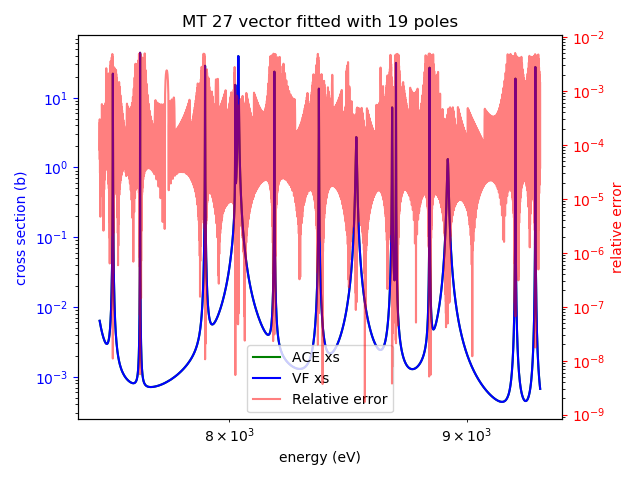 MT 27 vector fitted with 19 poles
10⁻²
10¹
10⁻³
10⁰
10⁻⁴
10⁻⁵
cross section (b)
10⁻¹
10⁻⁶
relative error
10⁻²
10⁻⁷
10⁻³
10⁻⁸
10⁻⁹
ACE xs
VF xs
Relative error
8 × 10³
9 × 10³
energy (eV)